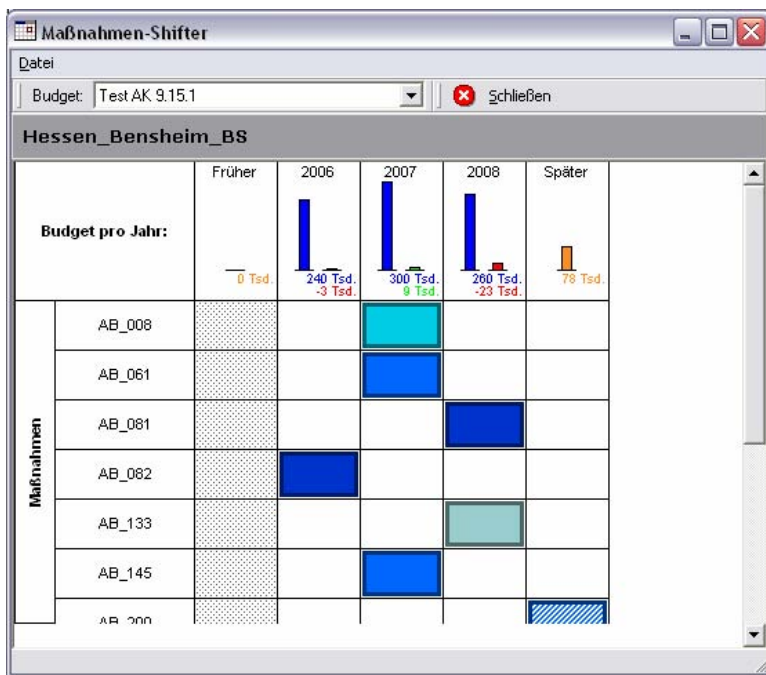 Maßnahmen-Shifter
Datei
Budget: Test AK 9.15.1 Schließen
Hessen_Bensheim_BS
Früher 2006 2007 2008 Später
Budget pro Jahr:
0 Tsd. 240 Tsd. 300 Tsd. 260 Tsd. 78 Tsd.
-3 Tsd. 9 Tsd. -23 Tsd.
Maßnahmen
AB_008
AB_061
AB_081
AB_082
AB_133
AB_145
AB_200